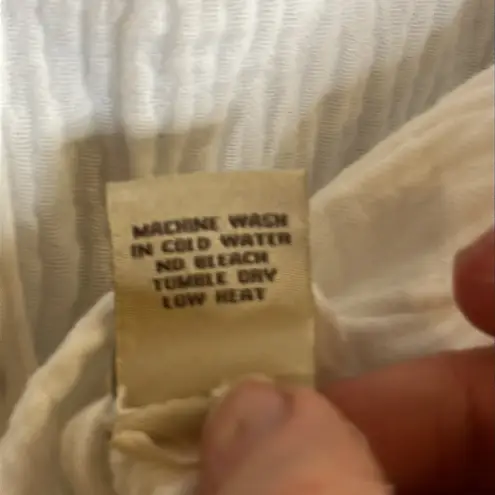 MACHINE WASH
IN COLD WATER
NO BLEACH
TUMBLE DRY
LOW HEAT